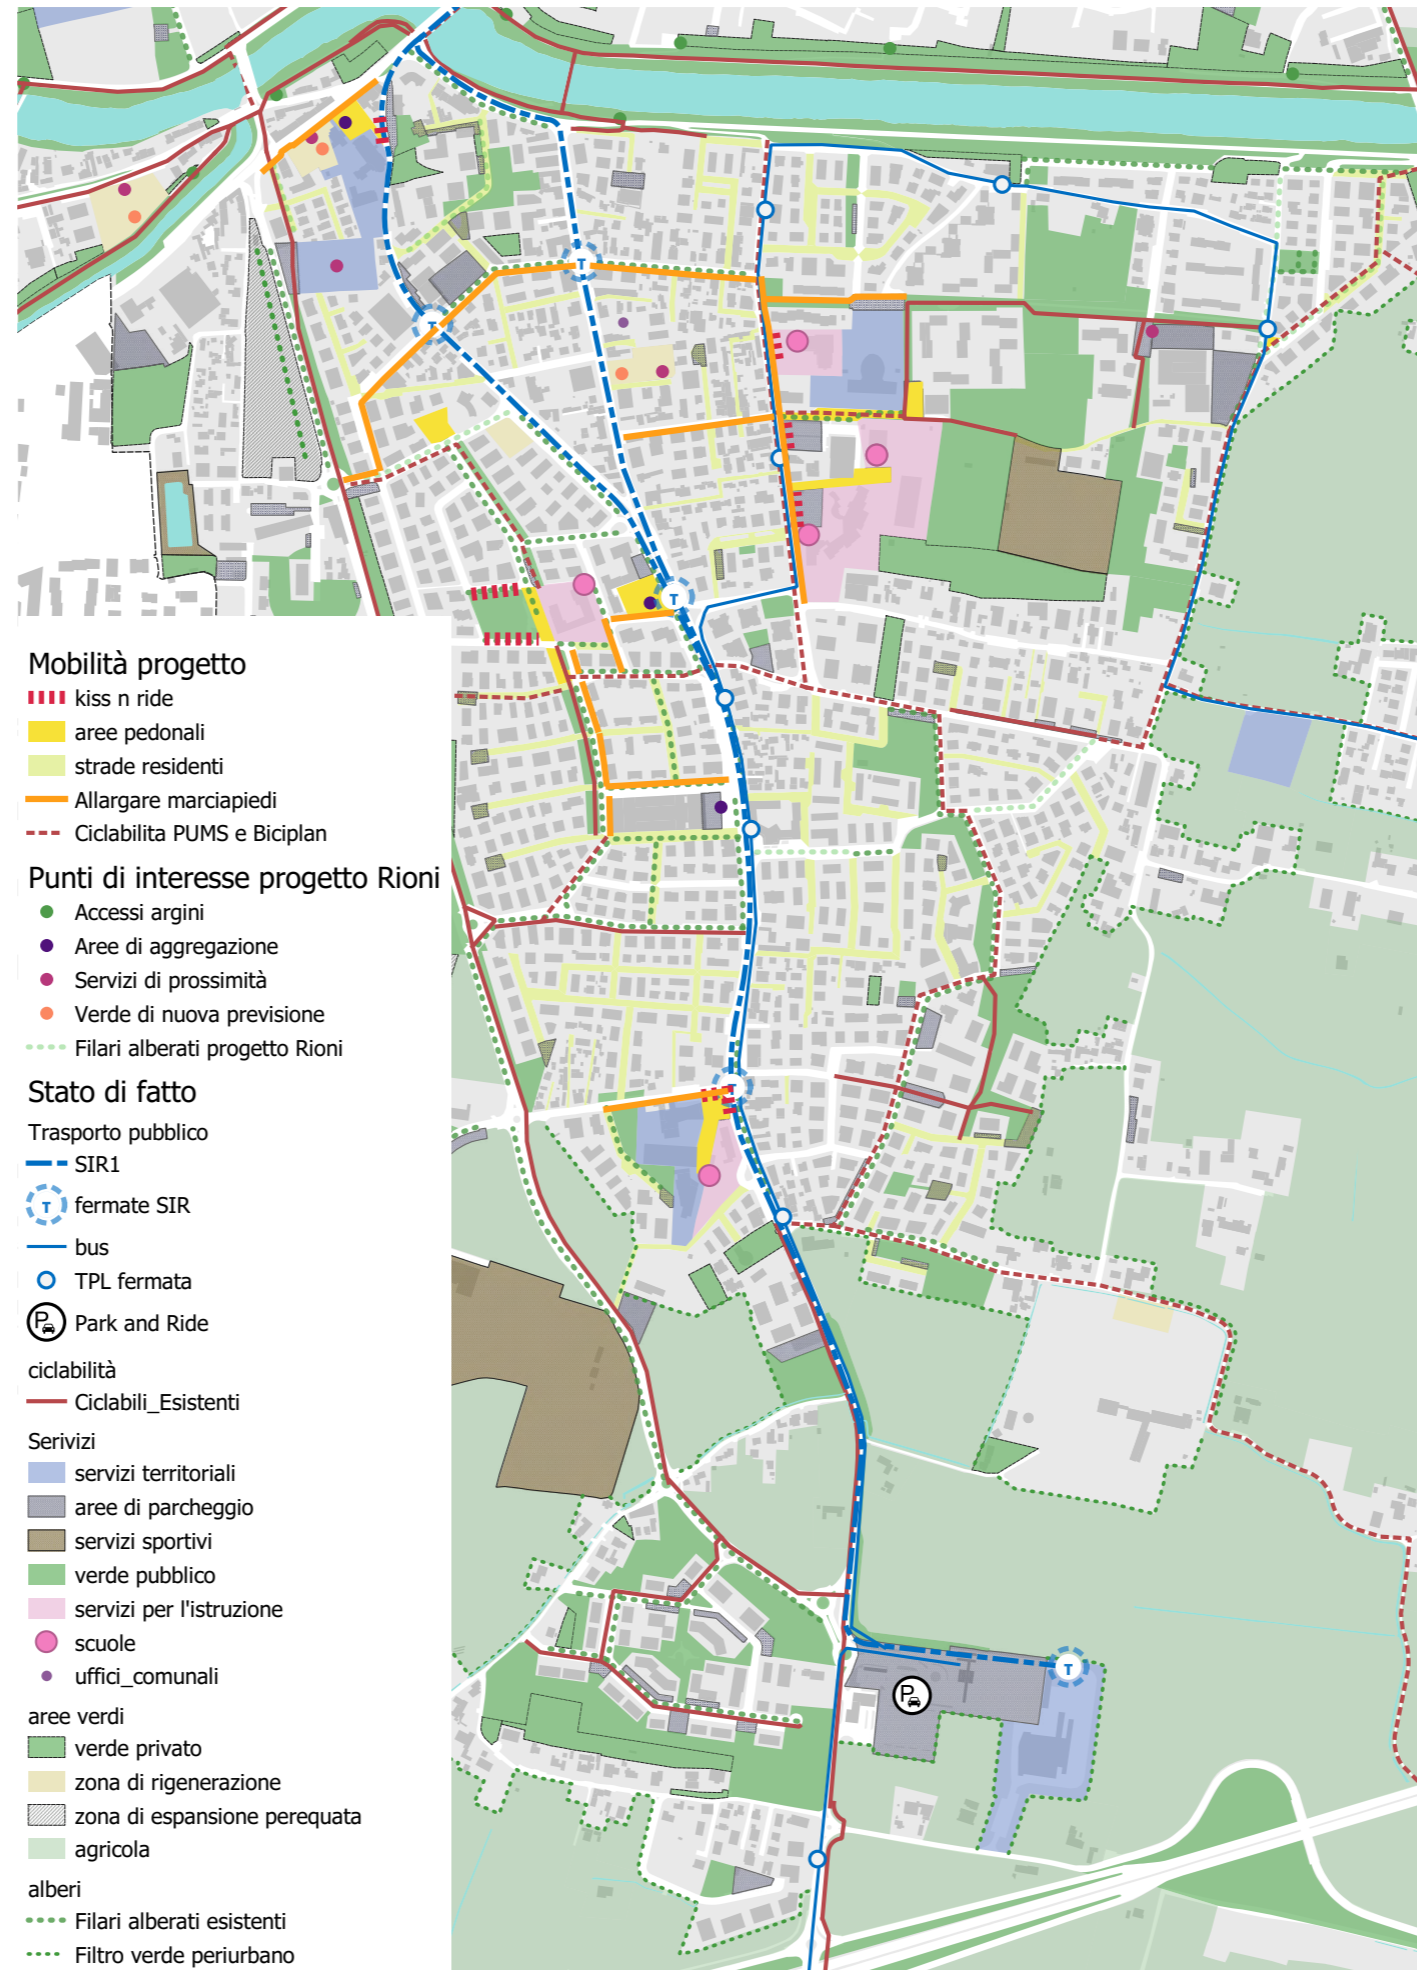 T
T
T
Mobilità progetto
kiss n ride
aree pedonali
strade residenti
Allargare marciapiedi
Ciclabilita PUMS e Biciplan
Punti di interesse progetto Rioni
Accessi argini
Aree di aggregazione
Servizi di prossimità
Verde di nuova previsione
Filari alberati progetto Rioni
Stato di fatto
Trasporto pubblico
T
SIR1
T
fermate SIR
bus
TPL fermata
P
Park and Ride
ciclabilità
Ciclabili_Esistenti
Serivizi
servizi territoriali
aree di parcheggio
servizi sportivi
verde pubblico
servizi per l'istruzione
scuole
T
uffici_comunali
P
aree verdi
verde privato
zona di rigenerazione
zona di espansione perequata
agricola
alberi
Filari alberati esistenti
Filtro verde periurbano